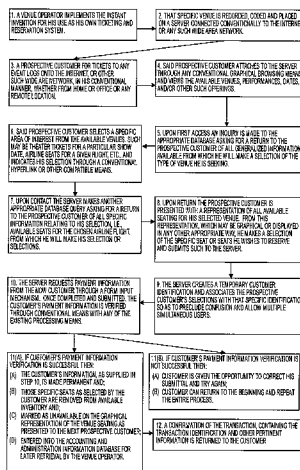 1. A VENUE OPERATOR IMPLEMENTS THE INSTANT
INVENTION FOR HIS USE AS HIS OWN TICKETING AND
RESERVATION SYSTEM.
2. THAT SPECIFIC VENUE IS RECORDED, CODED AND PLACED
ON A SERVER CONNECTED CONVENTIONALLY TO THE INTERNET
OR ANY SUCH WIDE AREA NETWORK.
3. A PROSPECTIVE CUSTOMER FOR TICKETS TO ANY
EVENT LOGS ONTO THE INTERNET, OR OTHER
SUCH WIDE AREA NETWORK, IN HIS CONVENTIONAL
MANNER, WHETHER FROM HOME OR OFFICE OR ANY
REMOTE LOCATION.
4. SAID PROSPECTIVE CUSTOMER ATTACHES TO THE SERVER
THROUGH ANY CONVENTIONAL GRAPHICAL BROWSING MEANS
AND VIEWS THE AVAILABLE VENUES, PERFORMANCES, DATES,
AND/OR OTHER SUCH OFFERINGS.
6. SAID PROSPECTIVE CUSTOMER SELECTS A SPECIFIC
AREA OF INTEREST FROM THE AVAILABLE VENUES. SUCH
MAY BE THEATER TICKETS FOR A PARTICULAR SHOW
DATE, AIRLINE SEATS FOR A GIVEN FLIGHT, ETC., AND
INDICATES HIS SELECTION THROUGH A CONVENTIONAL
HYPERLINK OR OTHER COMPATIBLE MEANS.
5. UPON FIRST ACCESS AN INQUIRY IS MADE TO THE
APPROPRIATE DATABASE ASKING FOR A RETURN TO THE
PROSPECTIVE CUSTOMER OF ALL GENERALIZED INFORMATION
AVAILABLE FROM WHICH HE WILL MAKE A SELECTION OF THE
TYPE OF VENUE HE IS SEEKING.
7. UPON CONTACT THE SERVER MAKES ANOTHER
APPROPRIATE DATABASE QUERY ASKING FOR A RETURN
TO THE PROSPECTIVE CUSTOMER OF ALL SPECIFIC
INFORMATION RELATING TO HIS SELECTION, I.E.,
AVAILABLE SEATS FOR THE CHOSEN AIRLINE FLIGHT,
FROM WHICH HE WILL MAKE HIS SELECTION OR
SELECTIONS.
8. UPON RETURN THE PROSPECTIVE CUSTOMER IS
PRESENTED WITH A REPRESENTATION OF ALL AVAILABLE
SEATING FOR HIS SELECTED VENUE. UPON THIS
REPRESENTATION, WHICH MAY BE GRAPHICAL, OR DISPLAYED
IN ANY OTHER APPROPRIATE WAY, HE MAKES A SELECTION
OF THE SPECIFIC SEAT OR SEATS HE WISHES TO RESERVE
AND SUBMITS SUCH TO THE SERVER.
10. THE SERVER REQUESTS PAYMENT INFORMATION
FROM THE NOW CUSTOMER THROUGH A FORM INPUT
MECHANISM. ONCE COMPLETED AND SUBMITTED, THE
PAYMENT INFORMATION IS VERIFIED
THROUGH CONVENTIONAL MEANS WITH ANY OF THE
EXISTING PROCESSING MEANS.
9. THE SERVER CREATES A TEMPORARY CUSTOMER
IDENTIFICATION AND ASSOCIATES THE PROSPECTIVE
CUSTOMER'S SELECTIONS WITH THAT SPECIFIC IDENTIFICATION
SO AS TO PRECLUDE CONFUSION AND ALLOW MULTIPLE
SIMULTANEOUS USERS.
11(A). IF CUSTOMER'S PAYMENT INFORMATION
VERIFICATION IS SUCCESSFUL THEN:
(A) THE CUSTOMER'S INFORMATION, AS SUPPLIED IN
STEP 10, IS MADE PERMANENT AND;
(B) THOSE SPECIFIC SEATS AS SELECTED BY THE
CUSTOMER ARE REMOVED FROM AVAILABLE
INVENTORY AND;
(C) MARKED AS UNAVAILABLE ON THE GRAPHICAL
REPRESENTATION OF THE VENUE SEATING AS
PRESENTED TO THE NEXT PROSPECTIVE CUSTOMER;
(D) ENTERED INTO THE ACCOUNTING AND
ADMINISTRATION INFORMATION DATABASE FOR
LATER RETRIEVAL BY THE VENUE OPERATOR.
11(B). IF CUSTOMER'S PAYMENT INFORMATION VERIFICATION IS
NOT SUCCESSFUL THEN:
(A) CUSTOMER IS GIVEN THE OPPORTUNITY TO CORRECT HIS
SUBMITTAL AND TRY AGAIN;
(B) CUSTOMER CAN RETURN TO THE BEGINNING AND REPEAT
THE ENTIRE PROCESS.
12. A CONFIRMATION OF THE TRANSACTION, CONTAINING THE
TRANSACTION IDENTIFICATION AND OTHER PERTINENT
INFORMATION IS RETURNED TO THE CUSTOMER